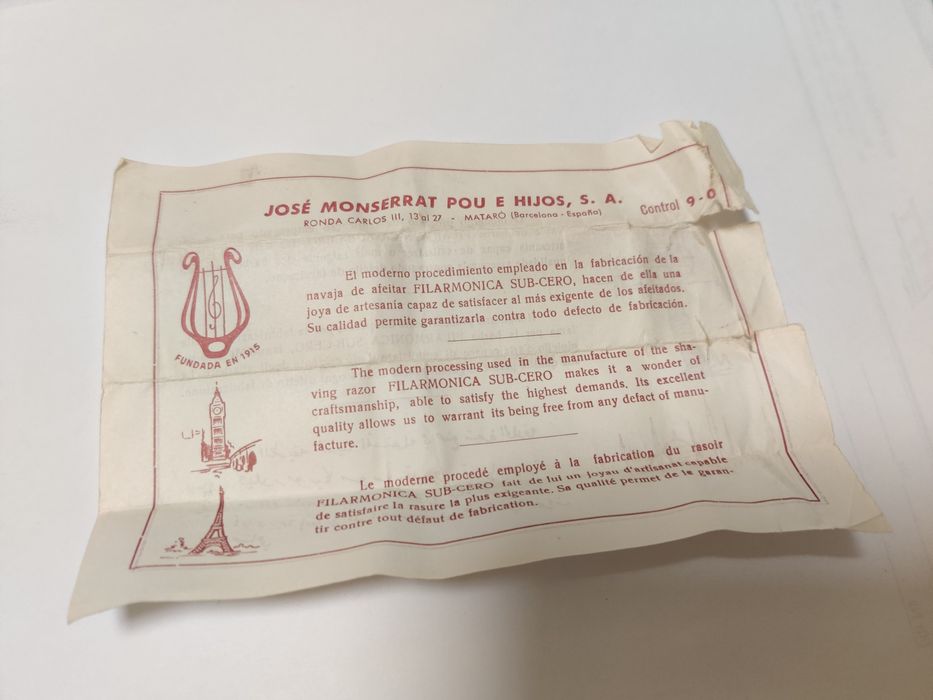 JOSÉ MONSERRAT POU E HIJOS, S. A.
RONDA CARLOS III, 13 al 27 - MATARÓ (Barcelona - España)
Control 9-0
El moderno procedimiento empleado en la fabricación de la
navaja de afeitar FILARMONICA SUB-CERO, hacen de ella una
joya de artesanía capaz de satisfacer al más exigente de los afeitados.
Su calidad permite garantizarla contra todo defecto de fabricación.
FUNDADA EN 1915
The modern processing used in the manufacture of the sha-
ving razor FILARMONICA SUB-CERO makes it a wonder of
craftsmanship, able to satisfy the highest demands. Its excellent
quality allows us to warrant its being free from any defact of manu-
facture.
Le moderne procedé employé à la fabrication du rasoir
FILARMONICA SUB-CERO fait de lui un joyau d'artisanat capable
de satisfaire la rasure la plus exigeante. Sa qualité permet de la garan-
tir contre tout défaut de fabrication.